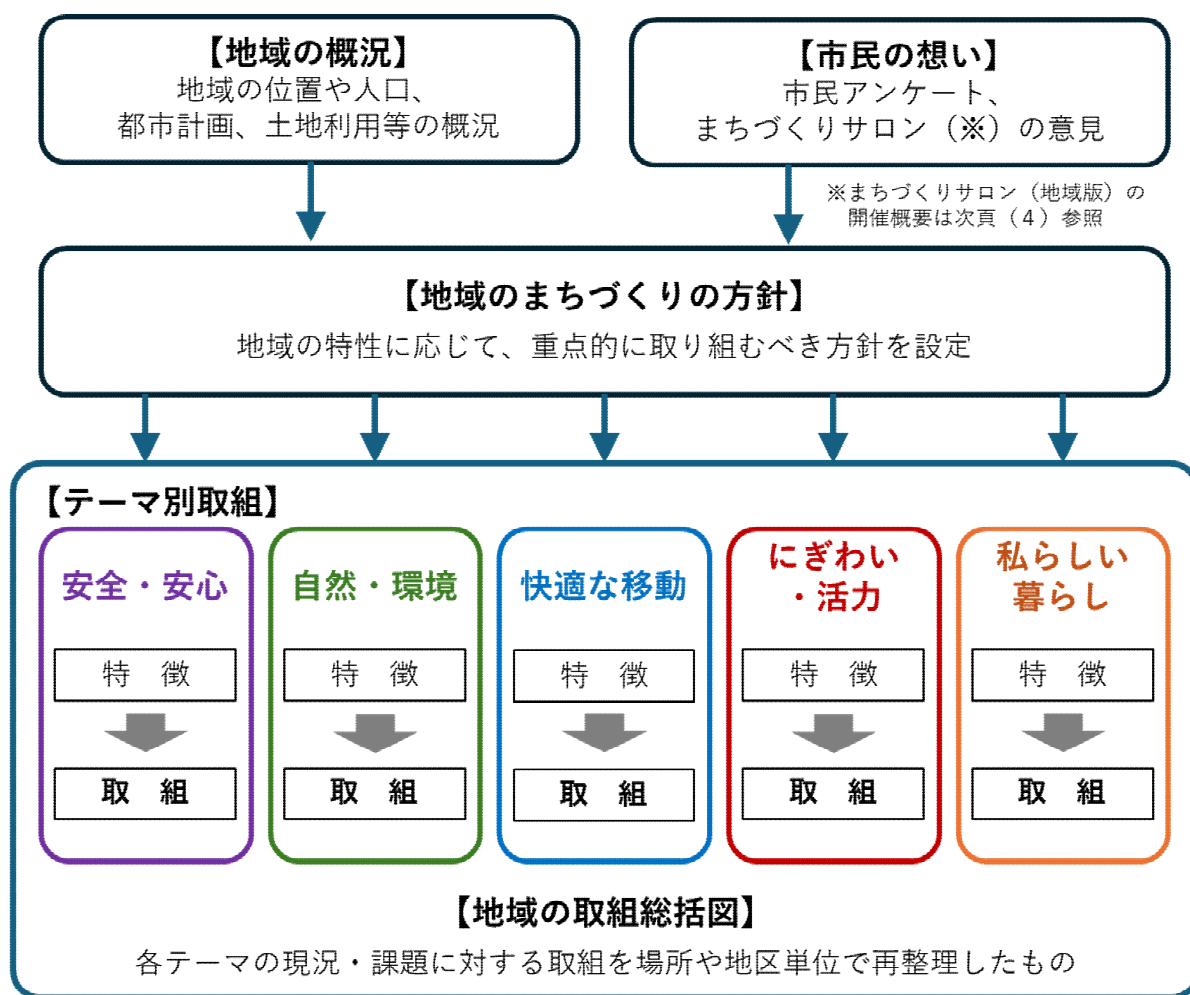 【地域の概況】
地域の位置や人口、
都市計画、土地利用等の概況
【市民の想い】
市民アンケート、
まちづくりサロン（※）の意見
※まちづくりサロン（地域版）の
開催概要は次頁（４）参照
【地域のまちづくりの方針】
地域の特性に応じて、重点的に取り組むべき方針を設定
【テーマ別取組】
安全・安心
特　徴
取　組
自然・環境
特　徴
取　組
快適な移動
特　徴
取　組
にぎわい
・活力
特　徴
取　組
私らしい
暮らし
特　徴
取　組
【地域の取組総括図】
各テーマの現況・課題に対する取組を場所や地区単位で再整理したもの